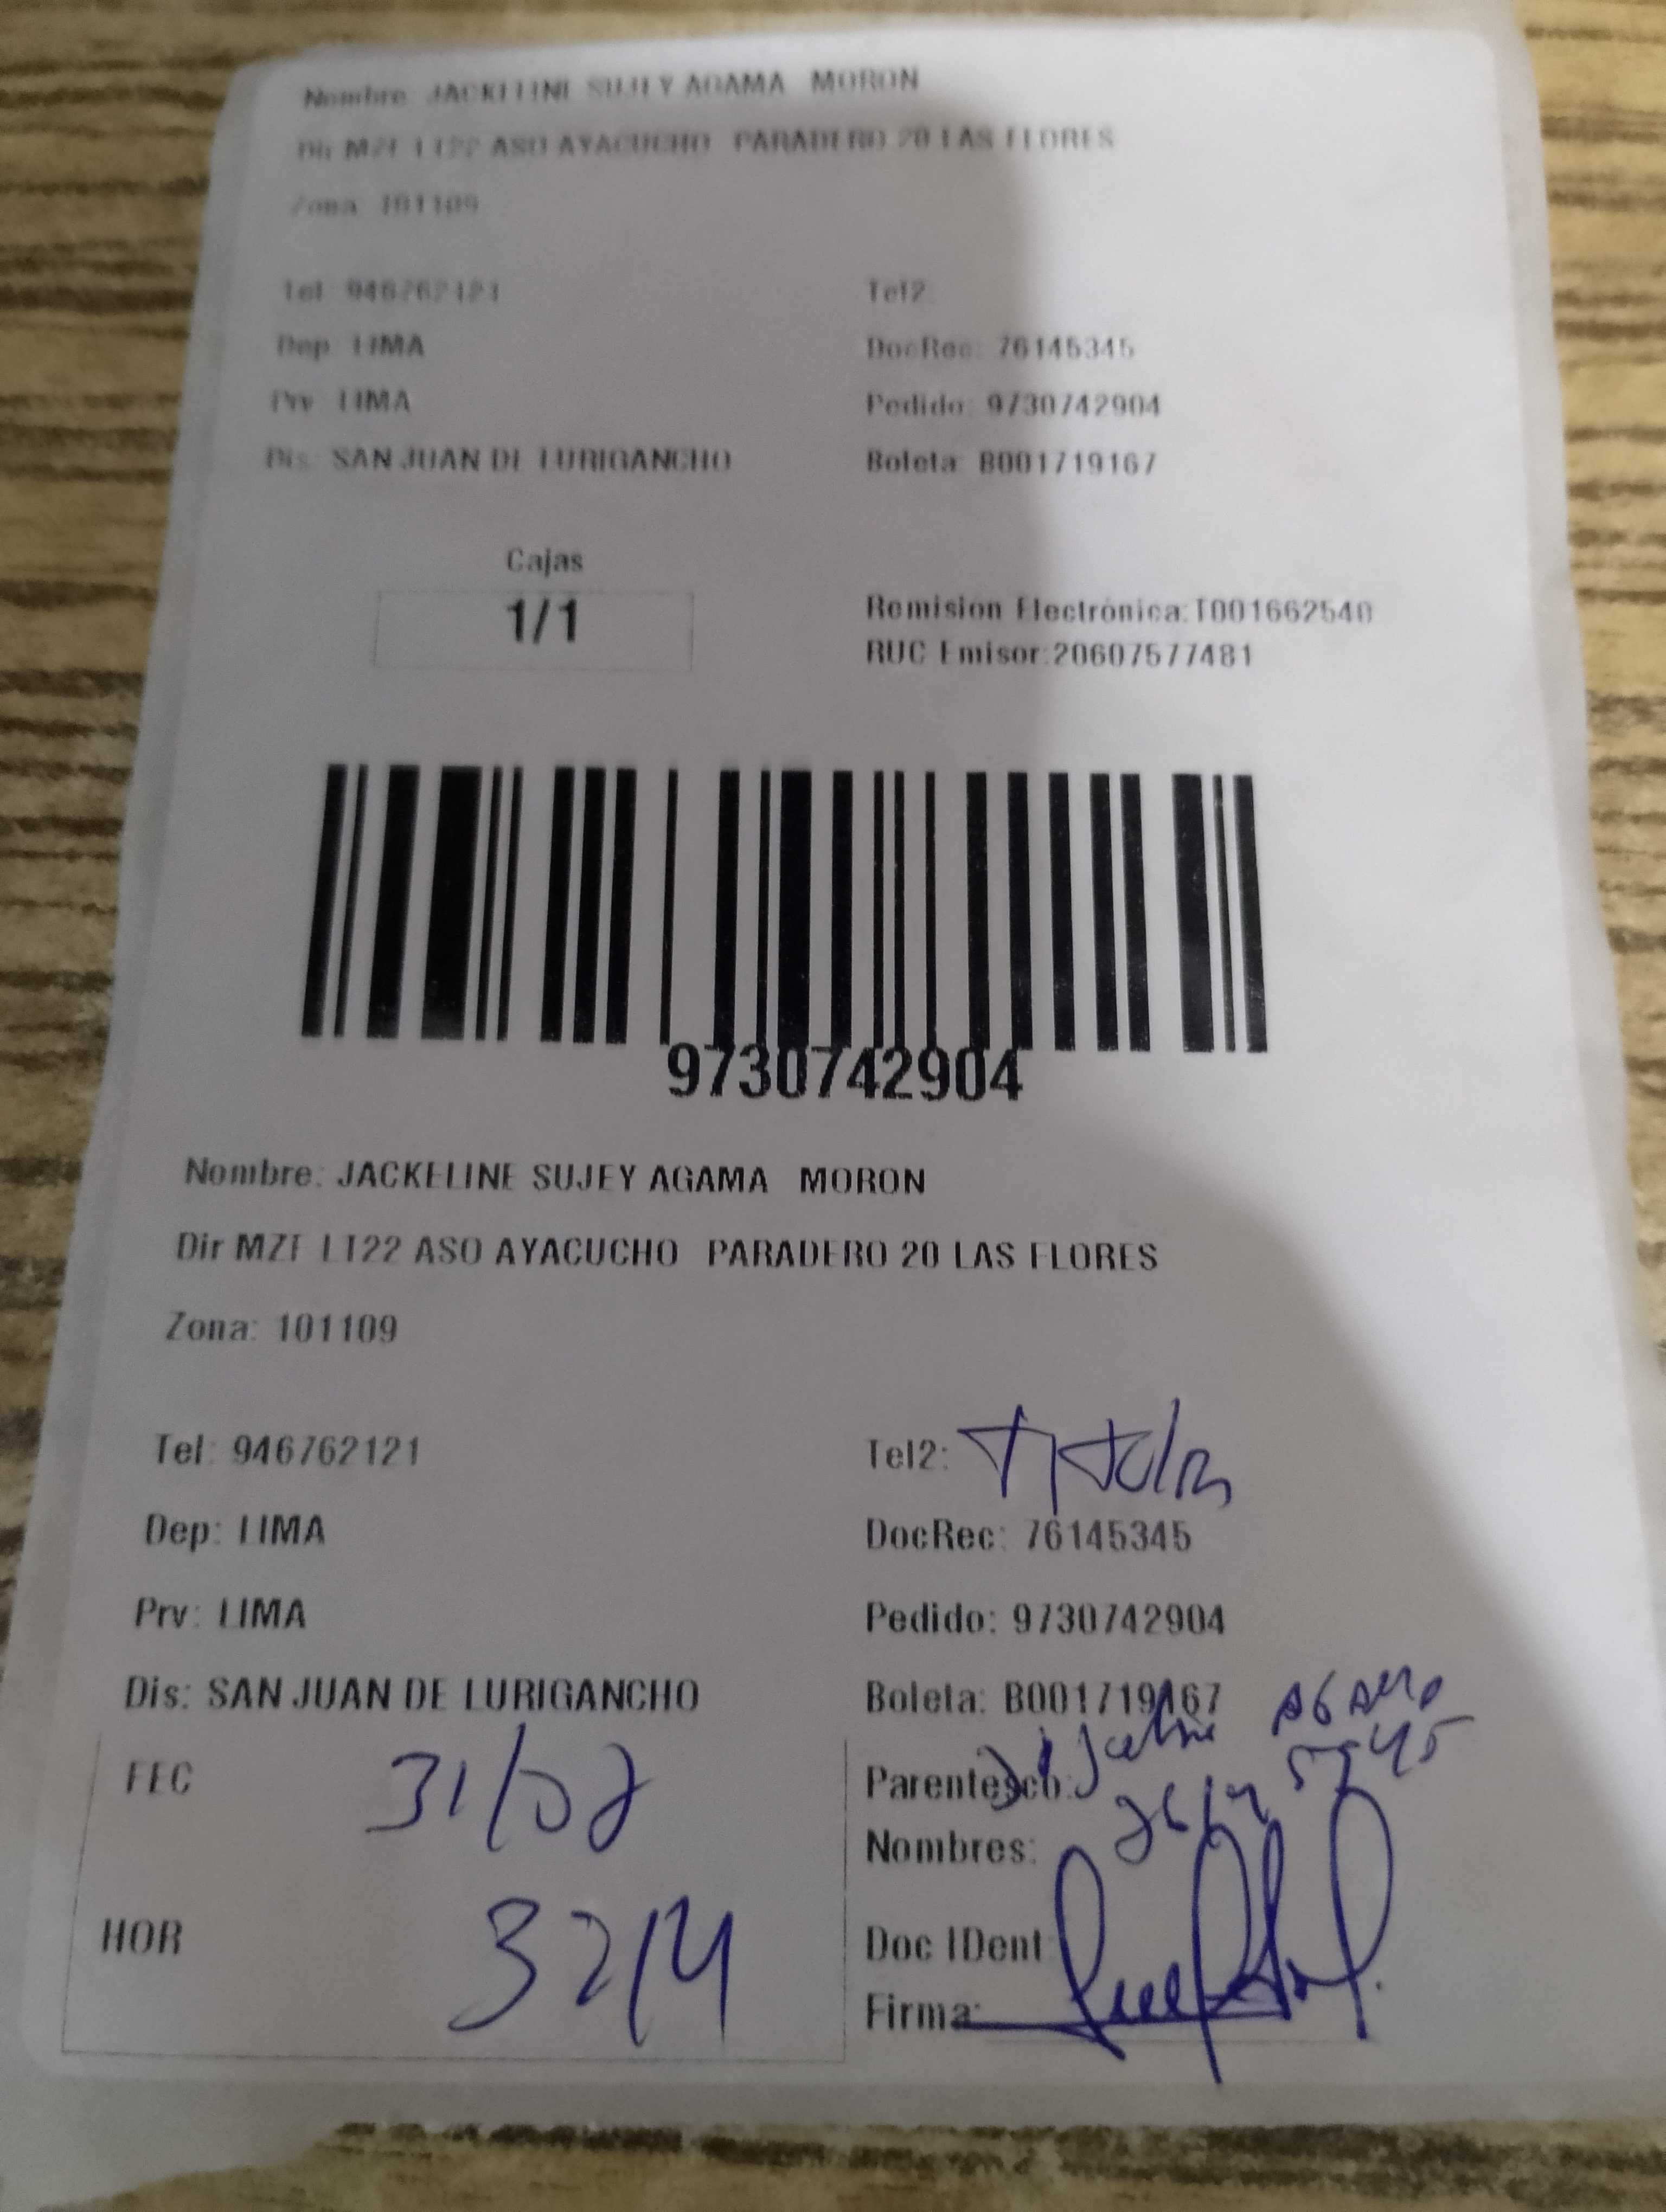 Nombre: JACKELINE SUJEY AGAMA MORON
Dir MZF LT22 ASO AYACUCHO PARADERO 20 LAS FLORES
Zona: 101109
Tel: 946762121 Tel2:
Dep: LIMA DocRec: 76145345
Prv: LIMA Pedido: 9730742904
Dis: SAN JUAN DE LURIGANCHO Boleta: B001719167
Cajas
1/1
Remision Electrónica:T001662540
RUC Emisor:20607577481
9730742904
Nombre: JACKELINE SUJEY AGAMA MORON
Dir MZF LT22 ASO AYACUCHO PARADERO 20 LAS FLORES
Zona: 101109
Tel: 946762121 Tel2:
Dep: LIMA DocRec: 76145345
Prv: LIMA Pedido: 9730742904
Dis: SAN JUAN DE LURIGANCHO Boleta: B001719167
FEC 31/
Parentesco:
Nombres:
HOR
Doc IDent
Firma: